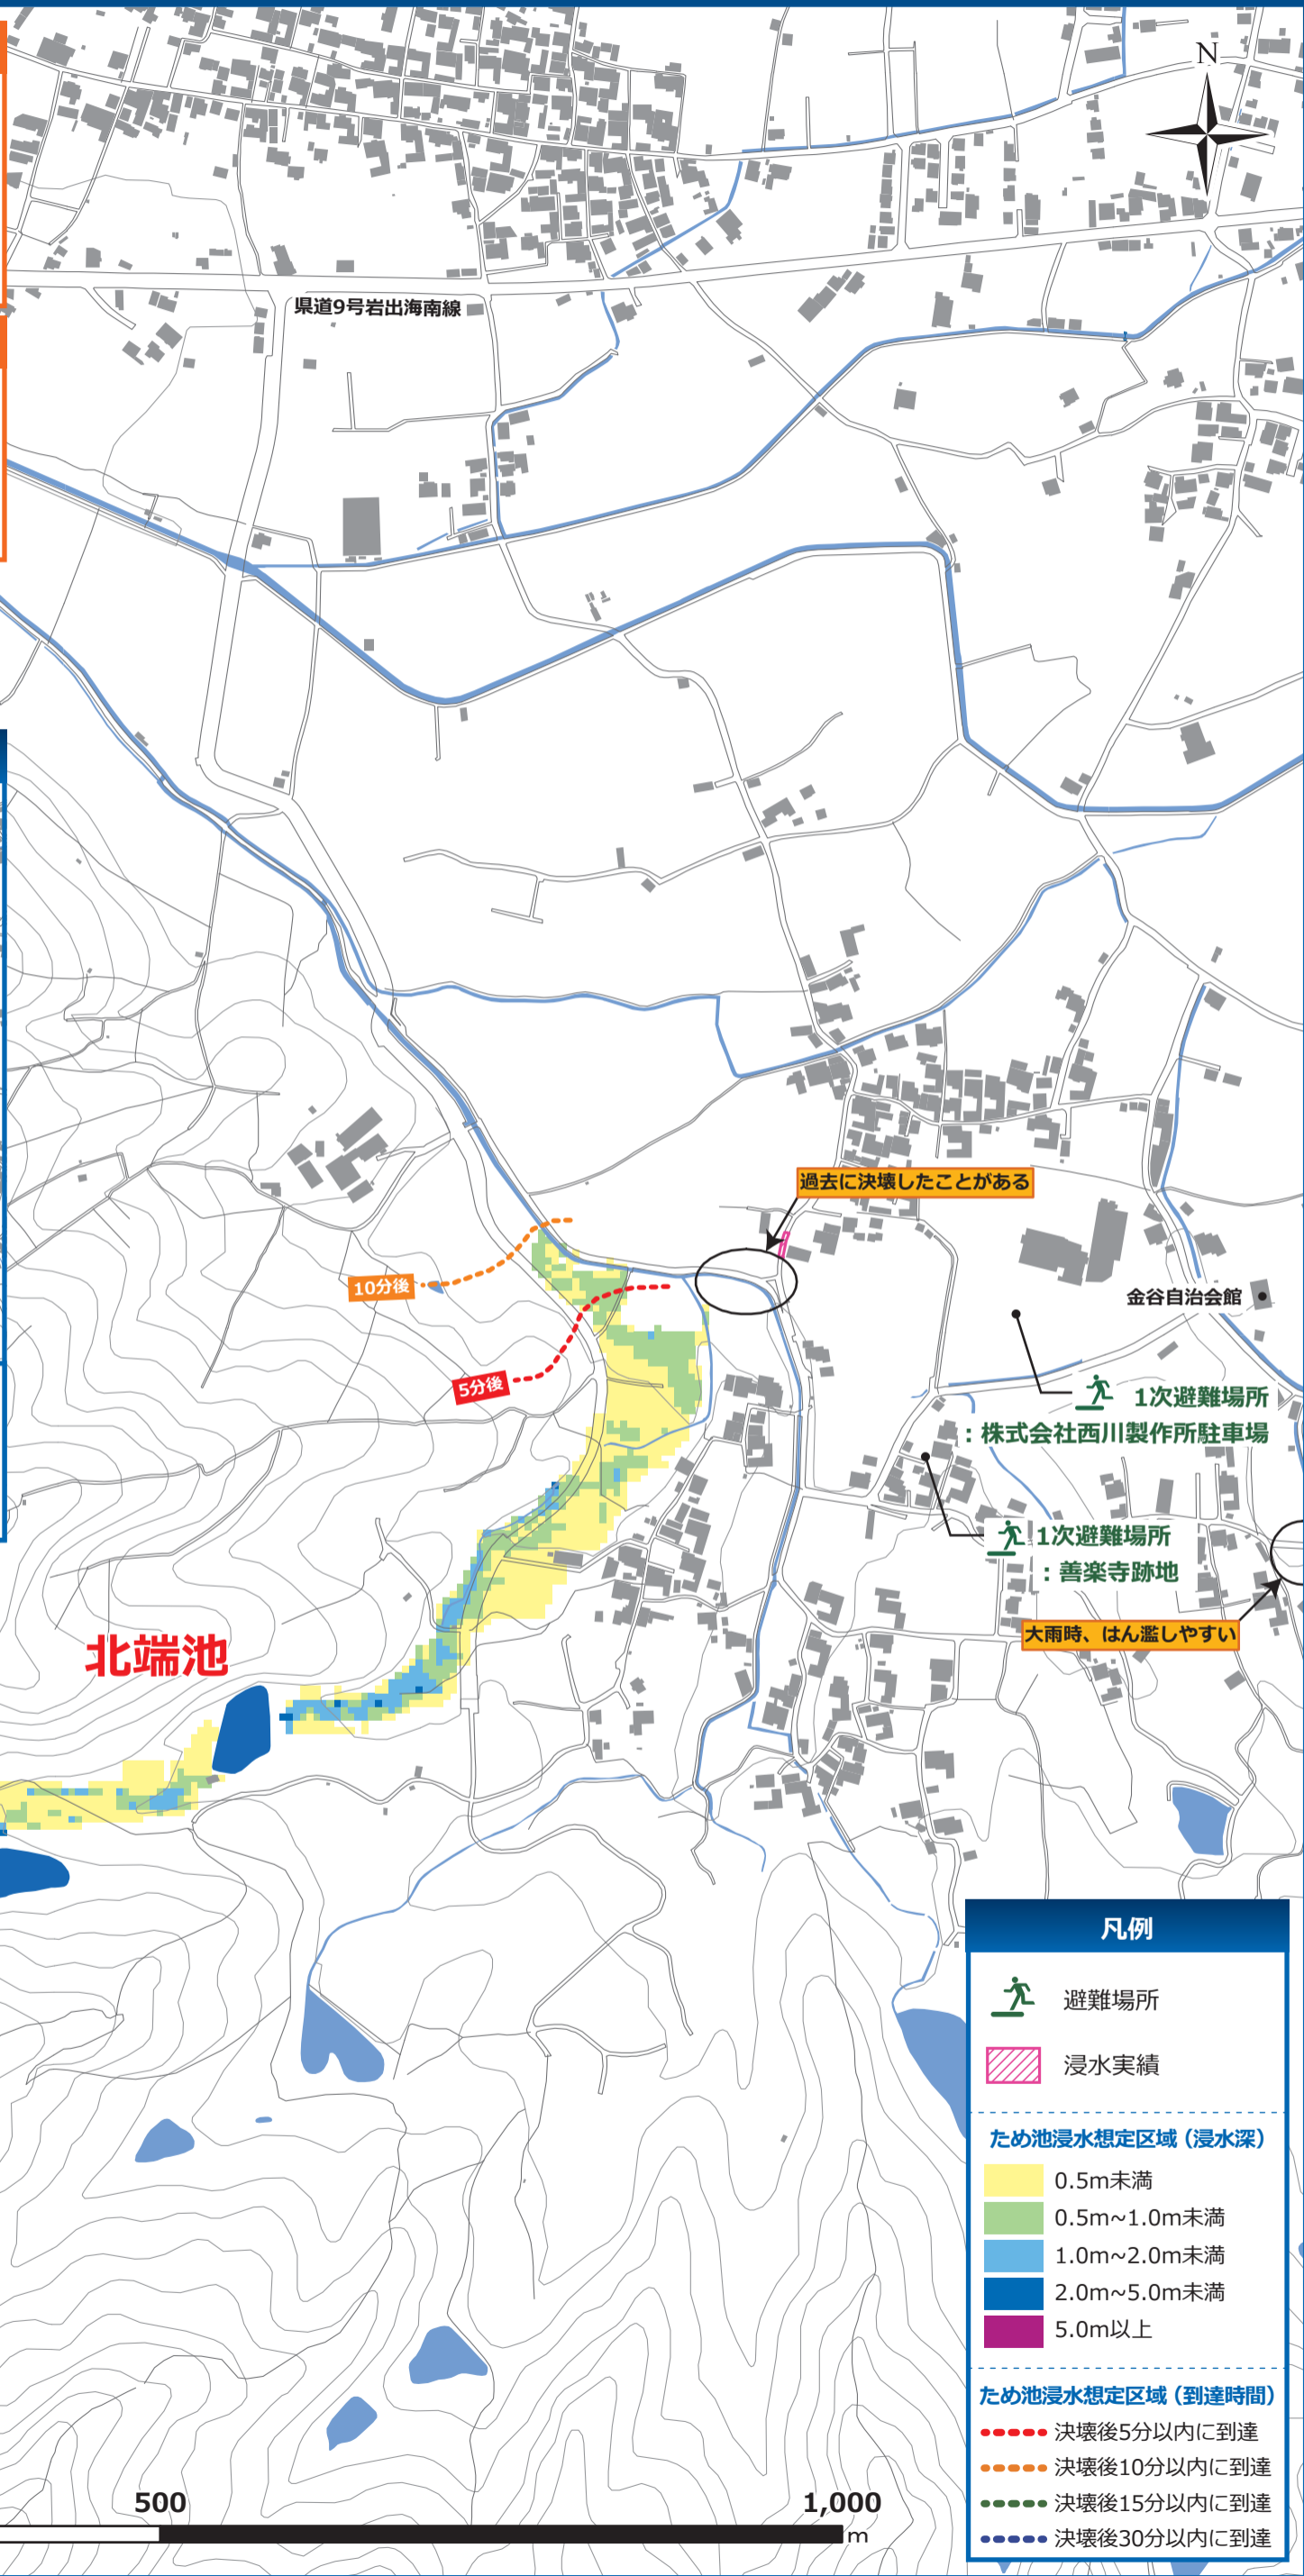 N
県道9号岩出海南線
過去に決壊したことがある
10分後
金谷自治会館
5分後
1次避難場所
：株式会社西川製作所駐車場
1次避難場所
：善楽寺跡地
大雨時、はん濫しやすい
北端池
凡例
避難場所
浸水実績
ため池浸水想定区域（浸水深）
0.5m未満
0.5m~1.0m未満
1.0m~2.0m未満
2.0m~5.0m未満
5.0m以上
ため池浸水想定区域（到達時間）
決壊後5分以内に到達
決壊後10分以内に到達
決壊後15分以内に到達
決壊後30分以内に到達
500
1,000
m